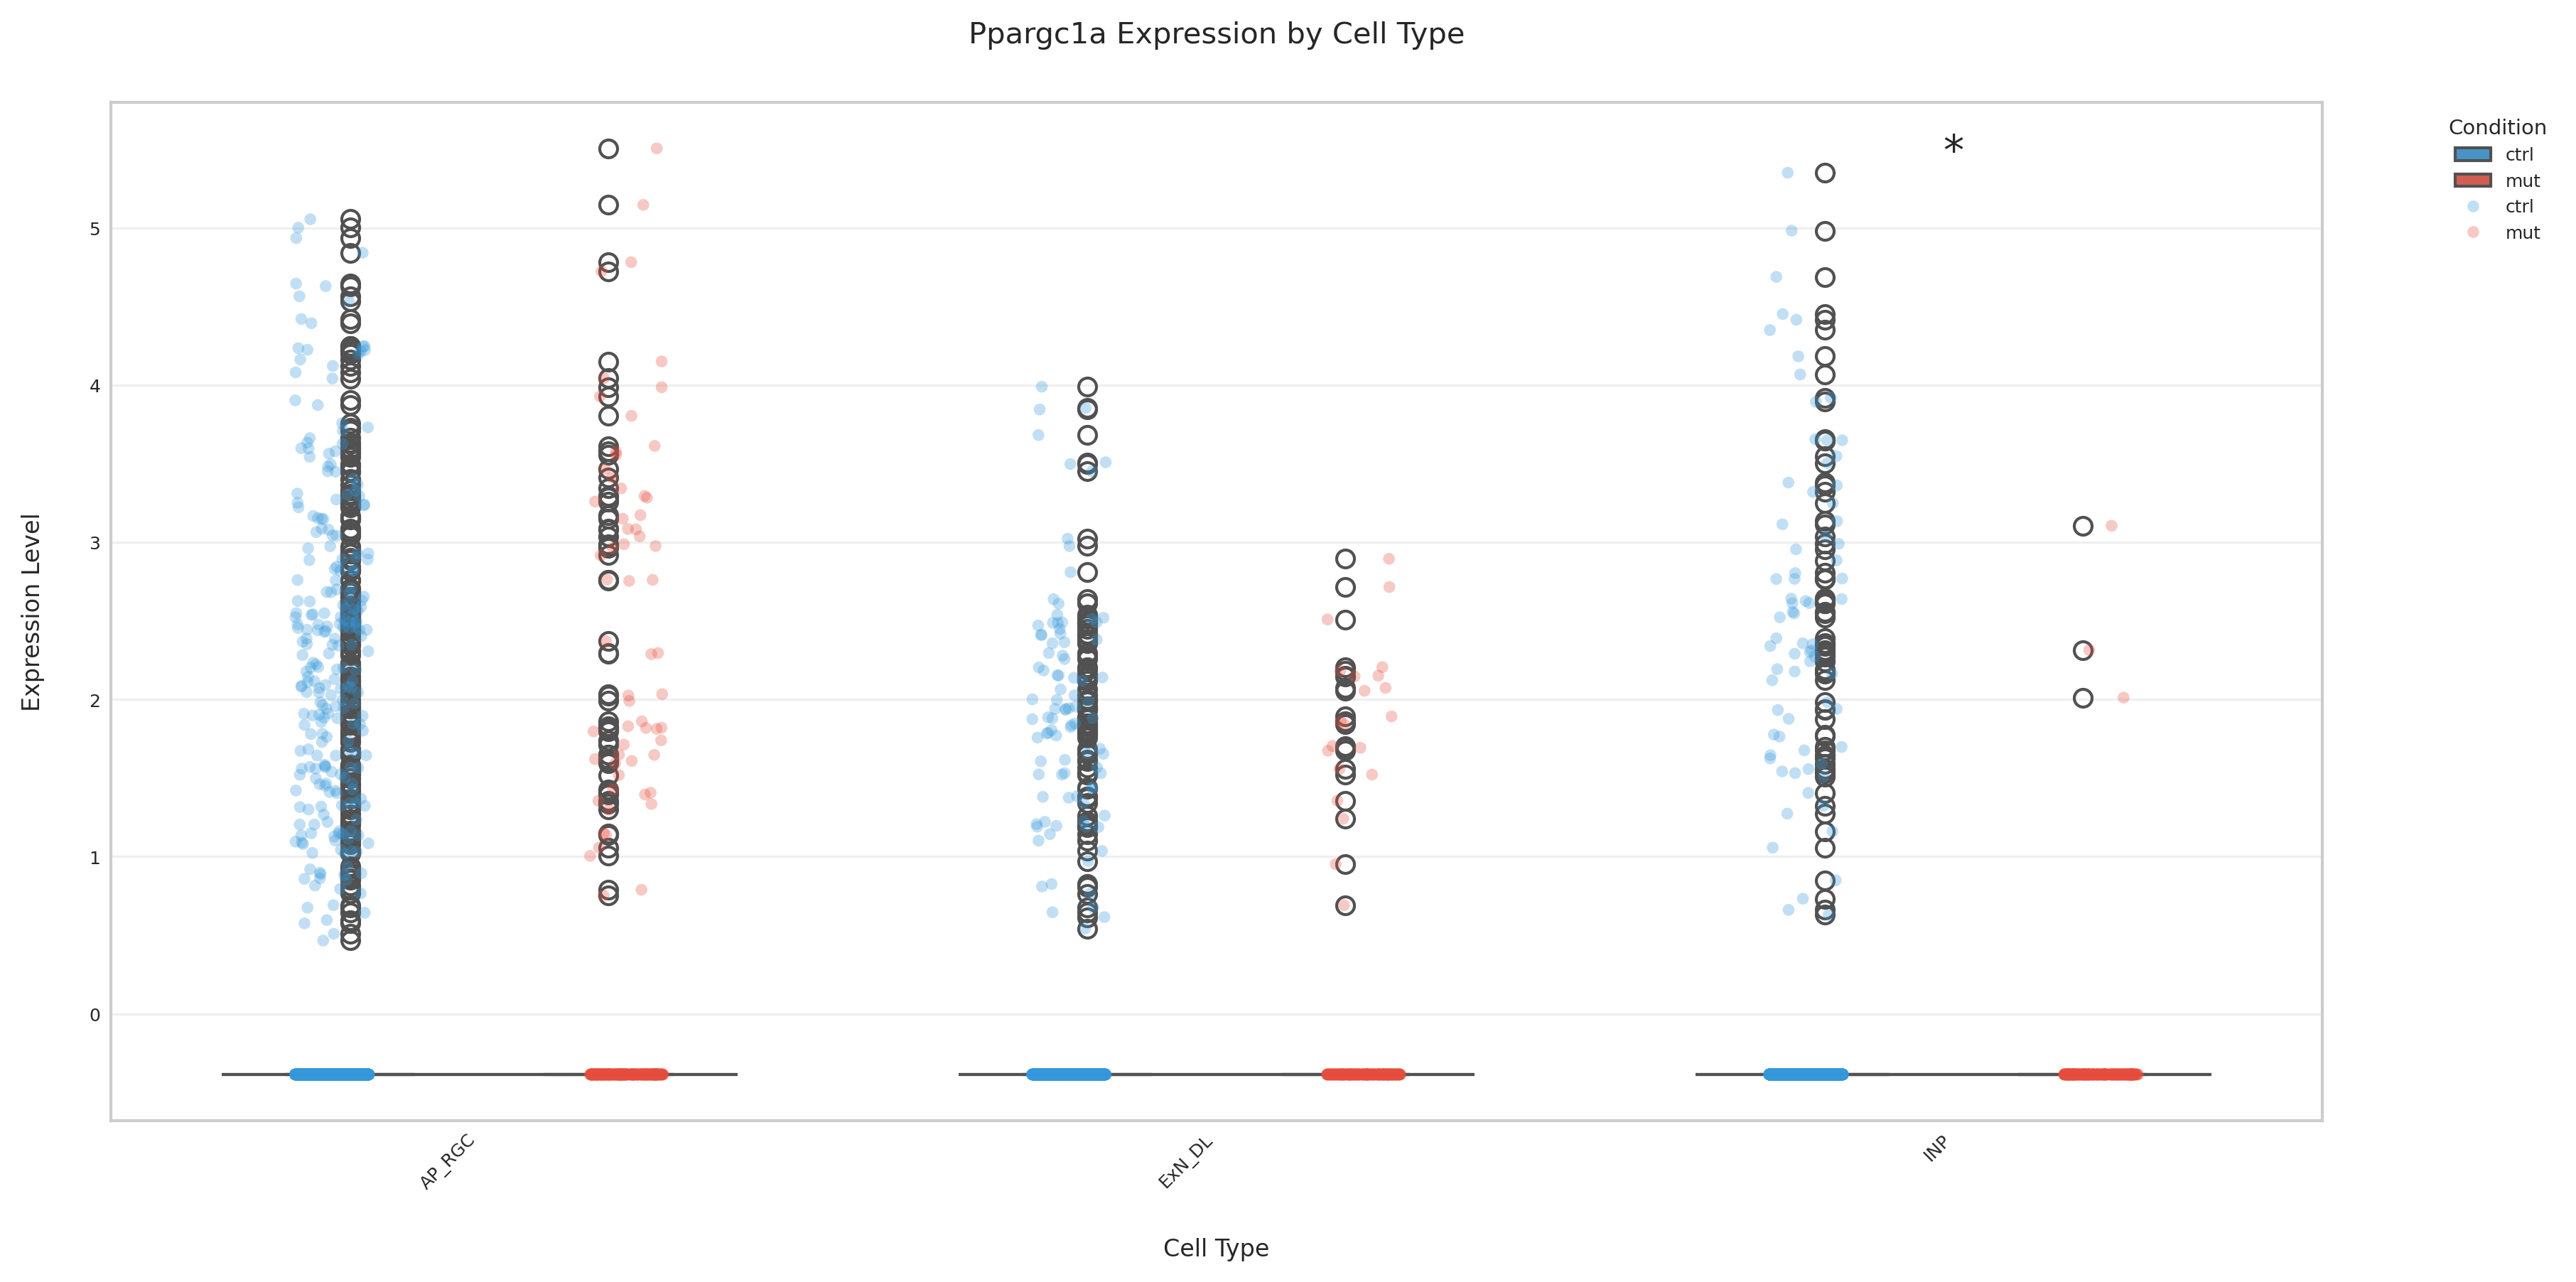 Ppargc1a Expression by Cell Type
*
Condition
ctrl
mut
ctrl
mut
Expression Level
5
4
3
2
1
0
AP_RGC
ExN_DL
INP
Cell Type